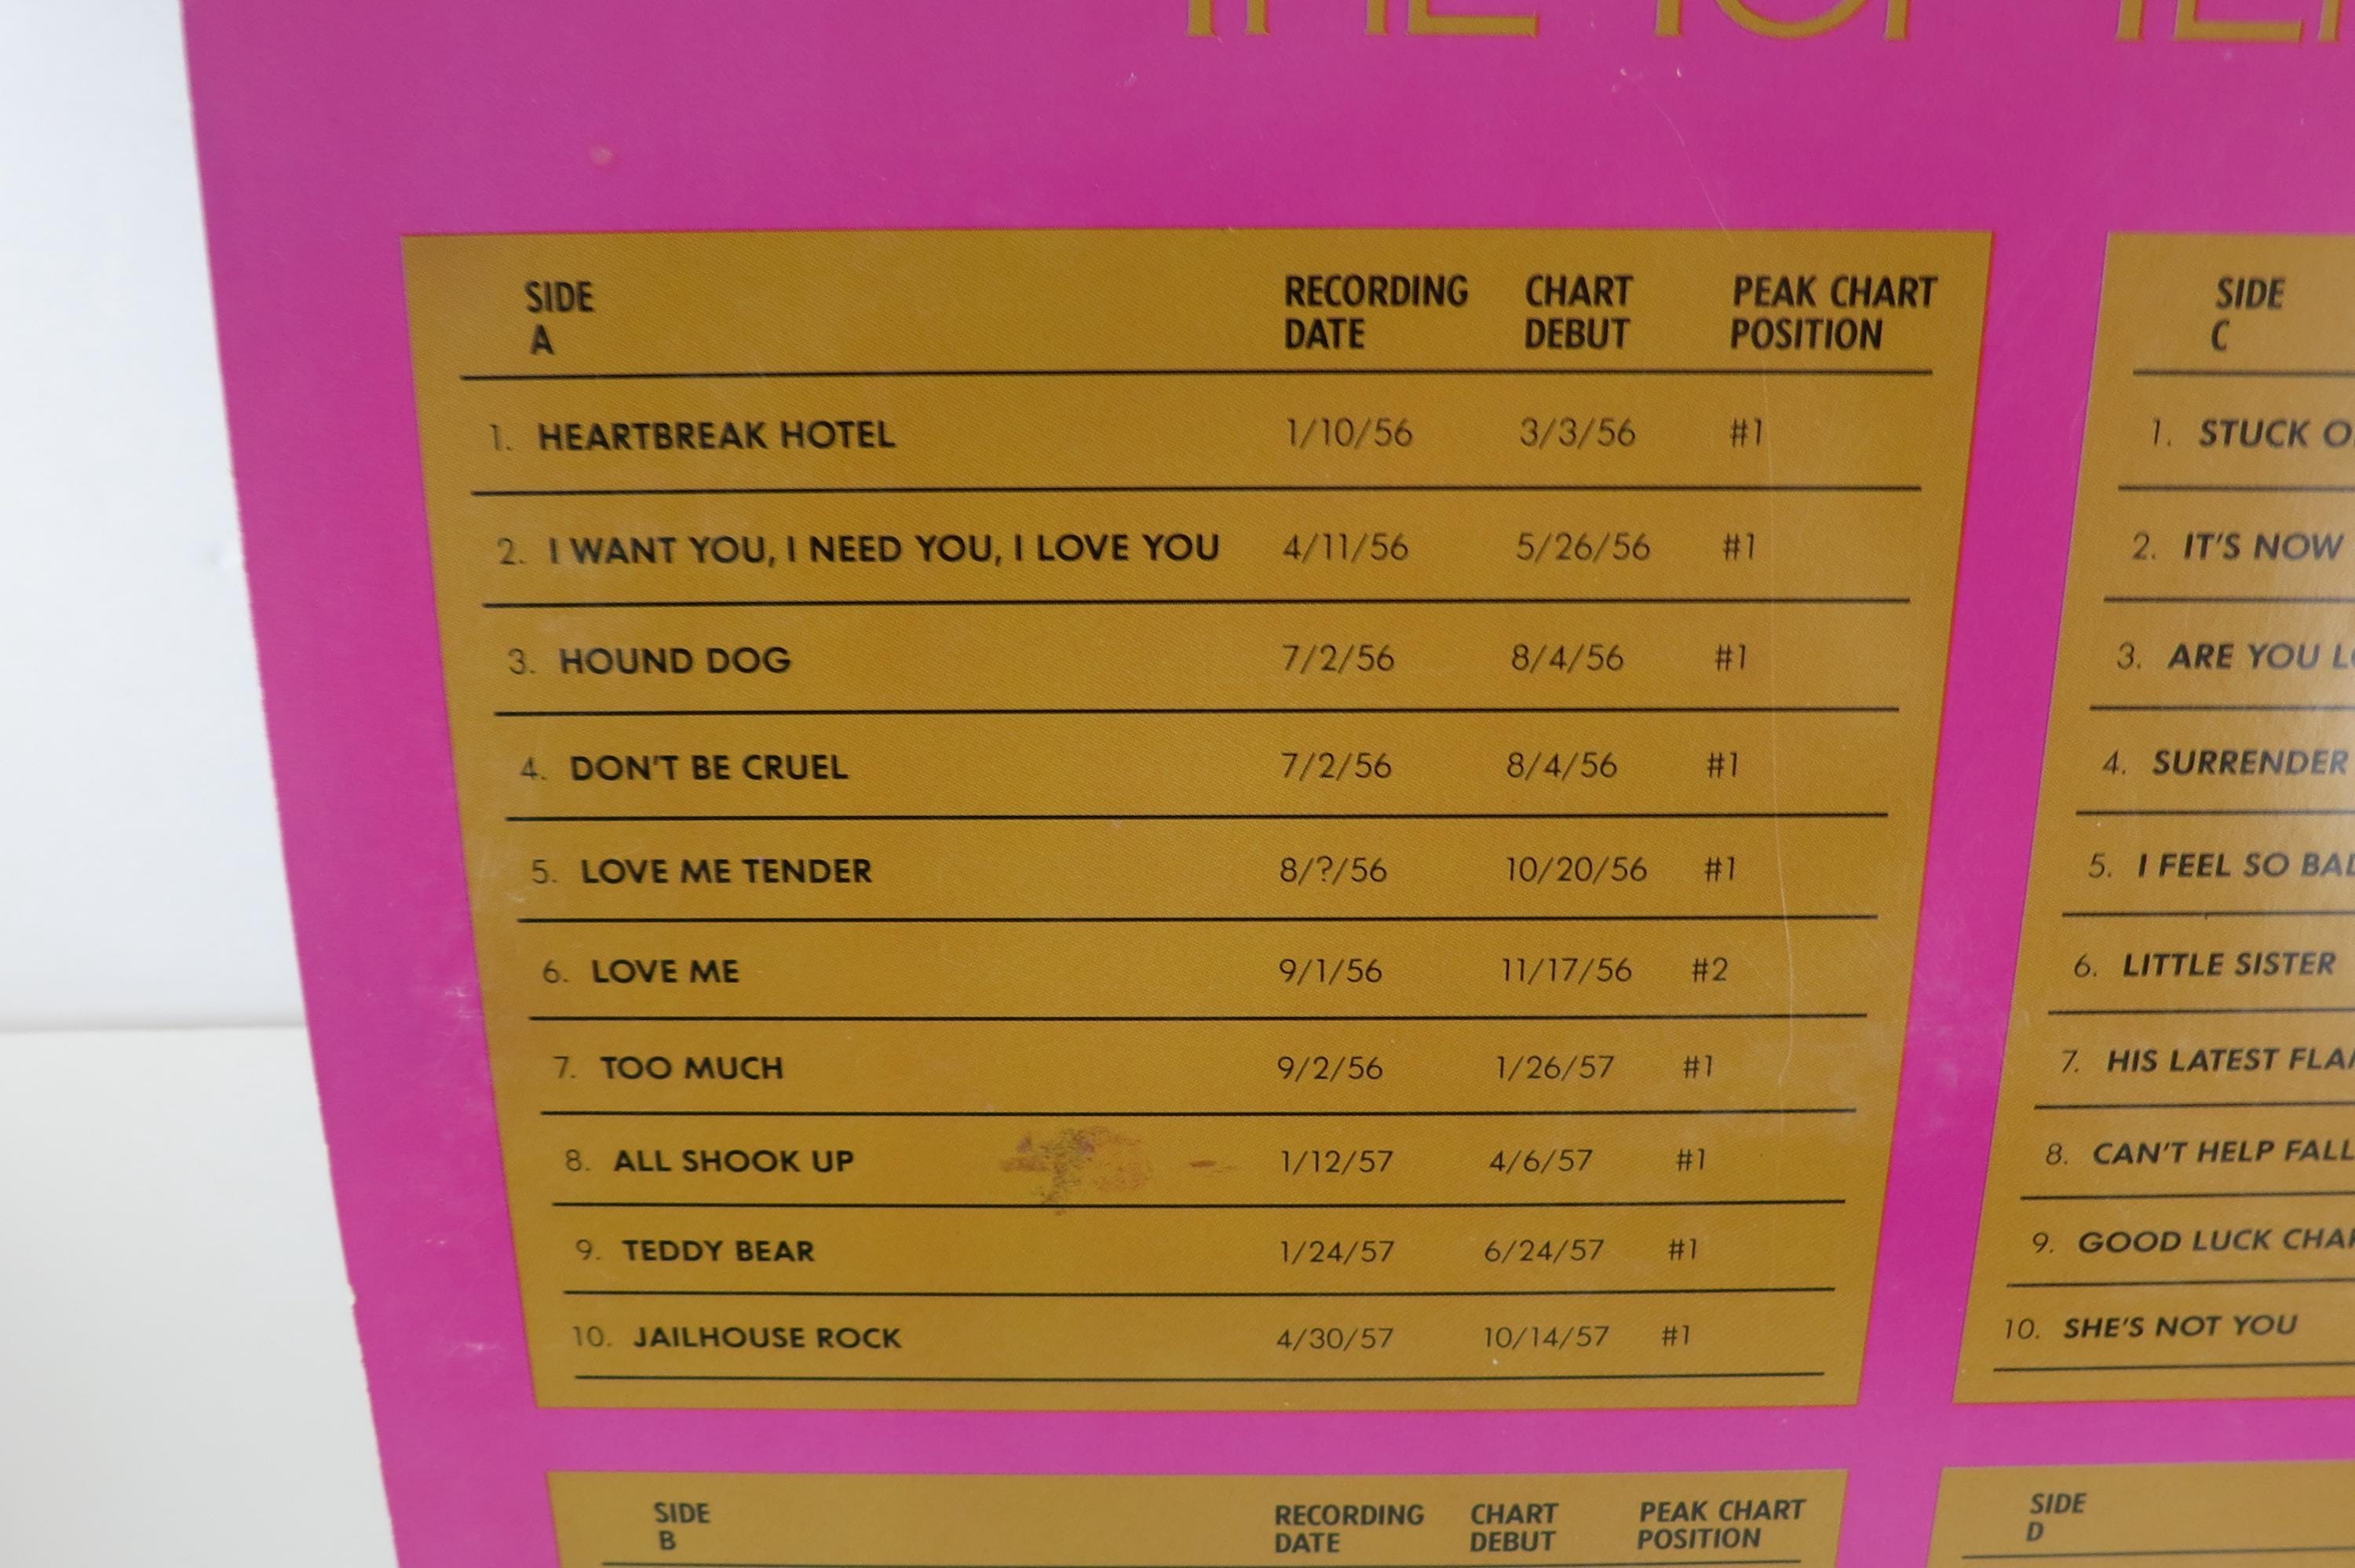 THE TOP TEN
SIDE
A
RECORDING
DATE
CHART
DEBUT
PEAK CHART
POSITION
1. HEARTBREAK HOTEL 1/10/56 3/3/56 #1
2. I WANT YOU, I NEED YOU, I LOVE YOU 4/11/56 5/26/56 #1
3. HOUND DOG 7/2/56 8/4/56 #1
4. DON'T BE CRUEL 7/2/56 8/4/56 #1
5. LOVE ME TENDER 8/?/56 10/20/56 #1
6. LOVE ME 9/1/56 11/17/56 #2
7. TOO MUCH 9/2/56 1/26/57 #1
8. ALL SHOOK UP 1/12/57 4/6/57 #1
9. TEDDY BEAR 1/24/57 6/24/57 #1
10. JAILHOUSE ROCK 4/30/57 10/14/57 #1
SIDE
C
1. STUCK
2. IT'S NOW
3. ARE YOU
4. SURRENDER
5. I FEEL SO
6. LITTLE SISTER
7. HIS LATEST
8. CAN'T HELP
9. GOOD LUCK
10. SHE'S NOT YOU
SIDE
B
RECORDING
DATE
CHART
DEBUT
PEAK CHART
POSITION
SIDE
D